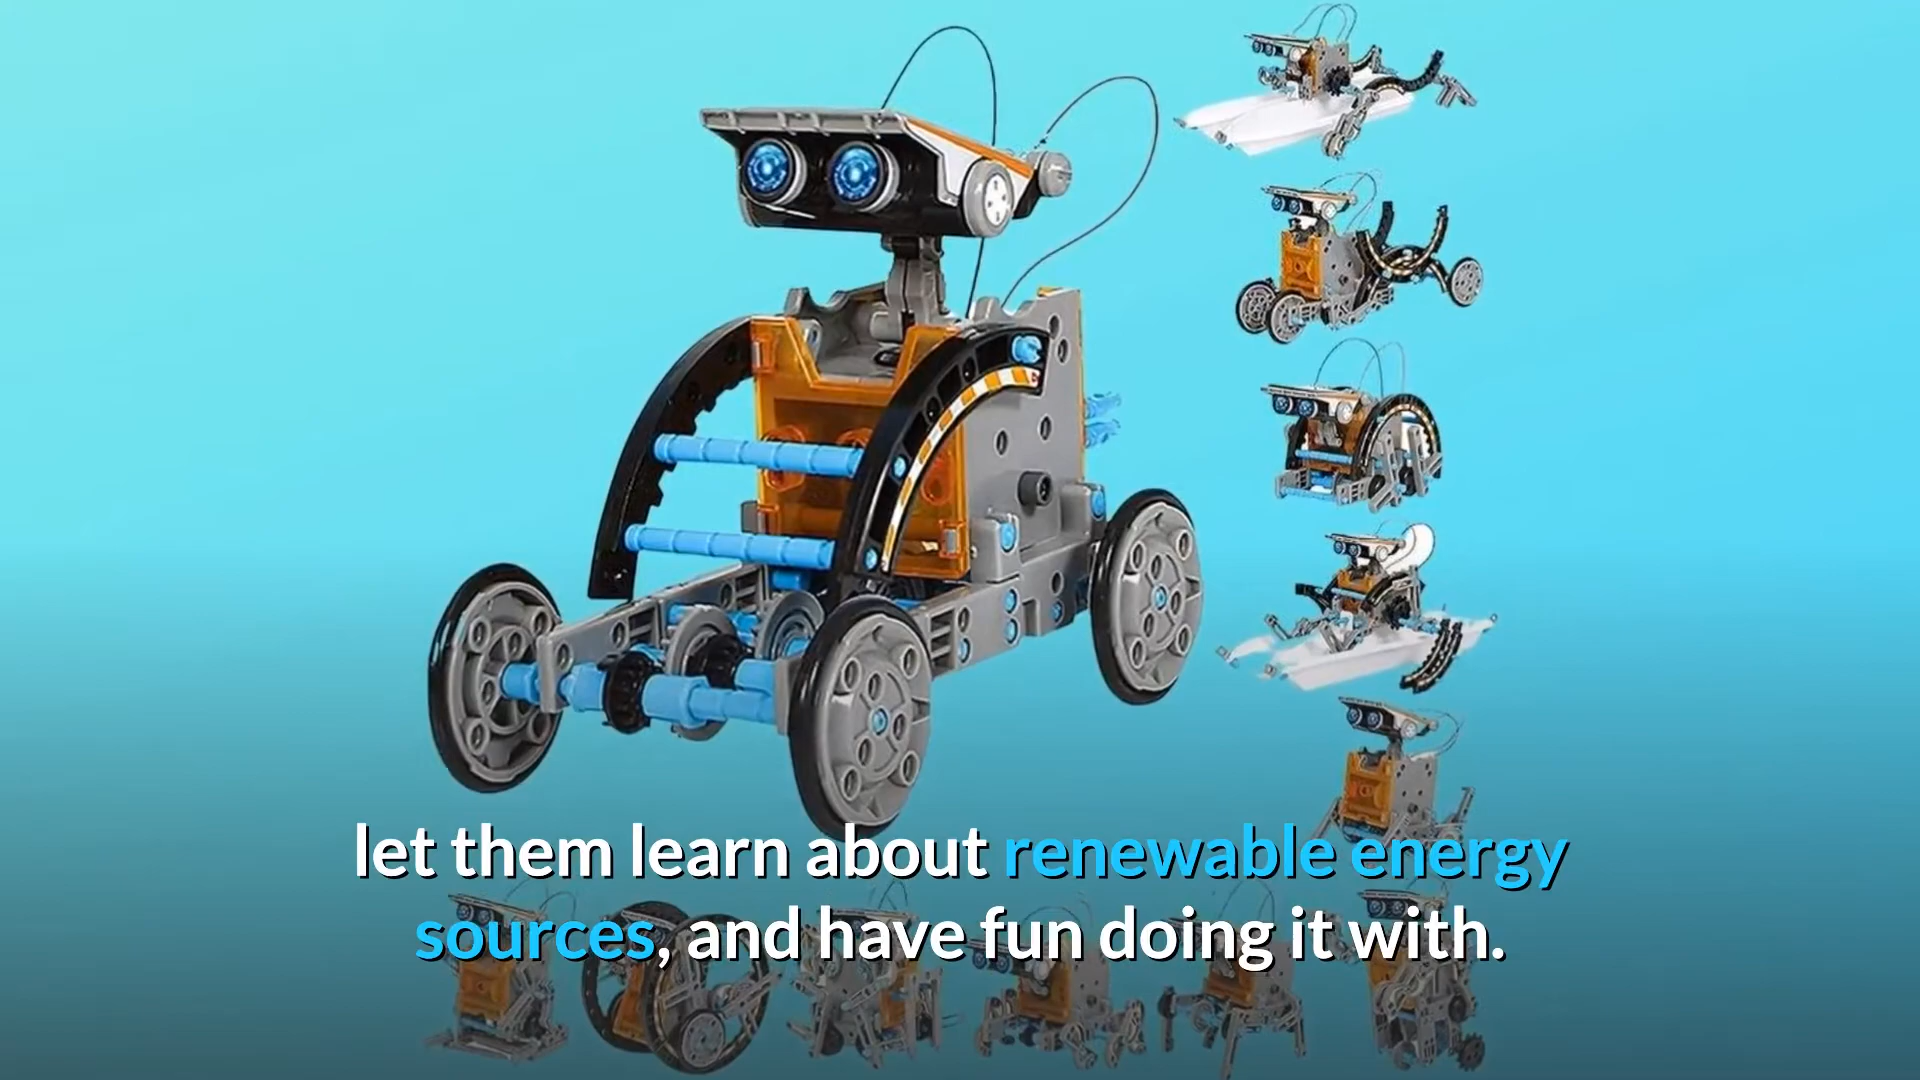 let them learn about renewable energy
sources, and have fun doing it with.